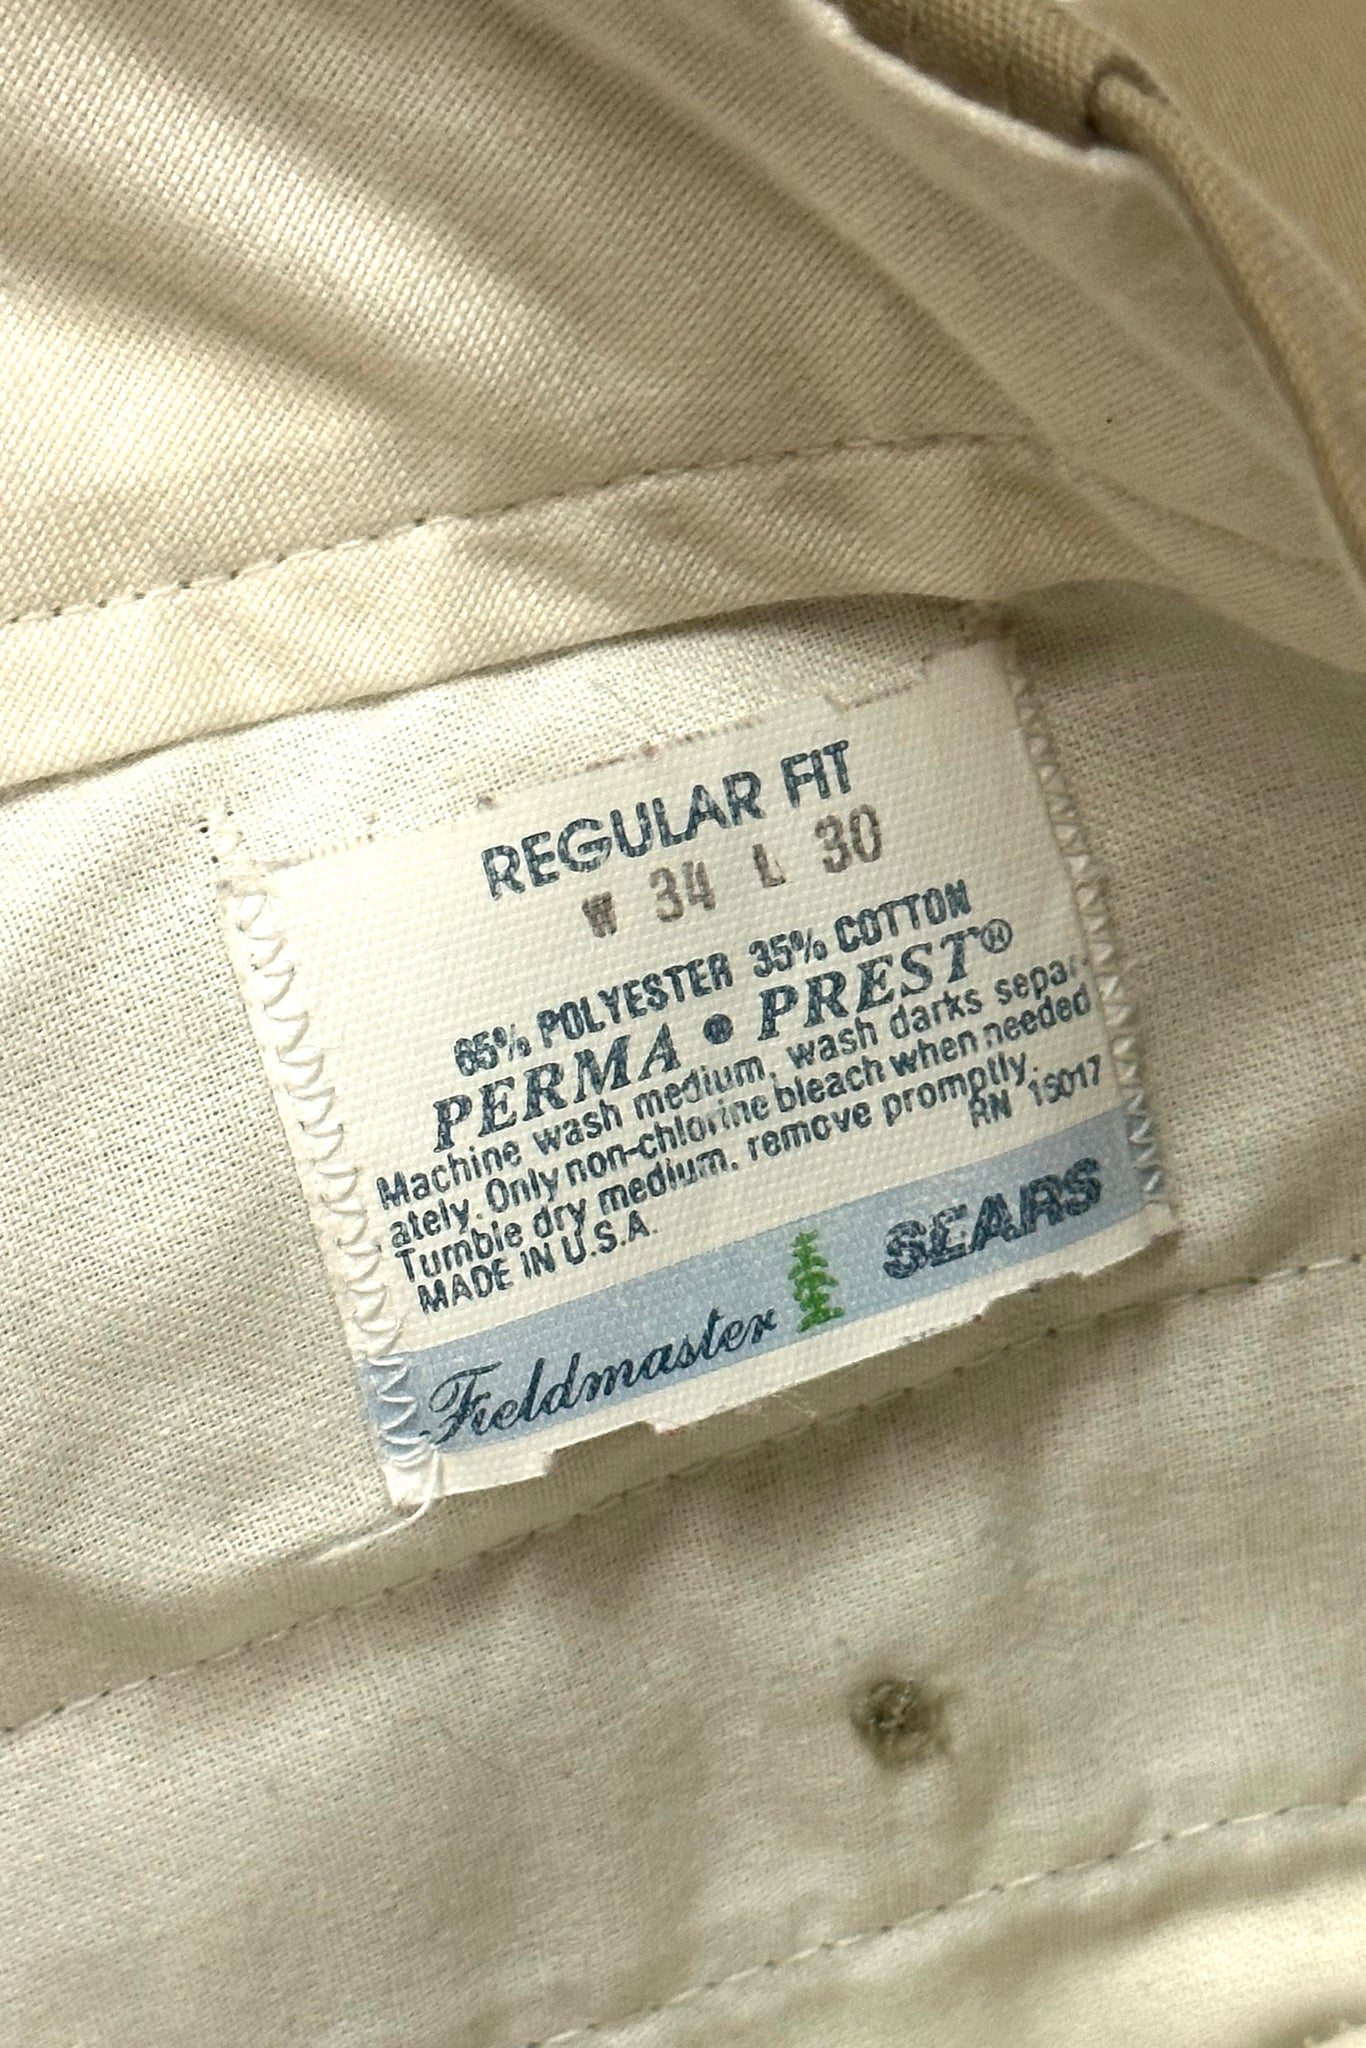 REGULAR FIT
W 34 L 30
65% POLYESTER 35% COTTON
PERMA ® PREST®
Machine wash medium, wash darks separ-
ately. Only non-chlorine bleach when needed
Tumble dry medium, remove promptly.
RN 15017
MADE IN U.S.A.
Fieldmaster SEARS